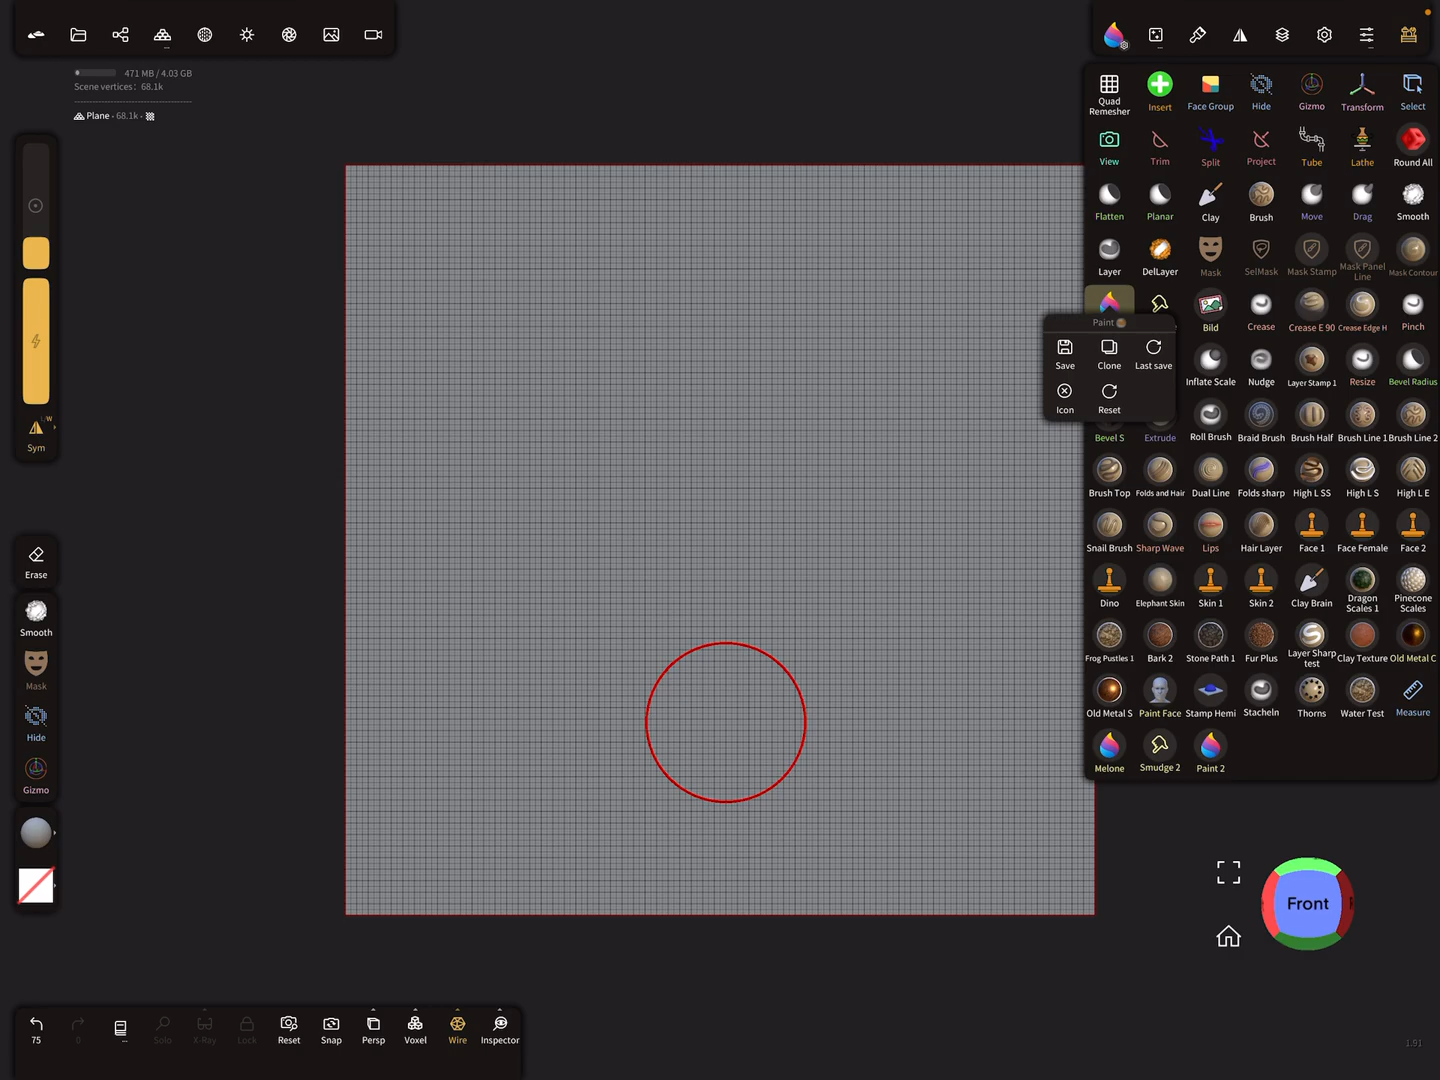 471 MB / 4.03 GB
Scene vertices: 68.1k
Plane • 68.1k •
Sym
Erase
Smooth
Mask
Hide
Gizmo
Quad Remesher
Insert
Face Group
Hide
Gizmo
Transform
Select
View
Trim
Split
Project
Tube
Lathe
Round All
Flatten
Planar
Clay
Brush
Move
Drag
Smooth
Layer
DelLayer
Mask
SelMask
Mask Stamp
Mask Panel Line
Mask Contour
Bild
Crease
Crease E 90
Crease Edge H
Pinch
Paint
Save
Clone
Last save
Icon
Reset
Inflate Scale
Nudge
Layer Stamp 1
Resize
Bevel Radius
Bevel S
Extrude
Roll Brush
Braid Brush
Brush Half
Brush Line 1
Brush Line 2
Brush Top
Folds and Hair
Dual Line
Folds sharp
High L SS
High L S
High L E
Snail Brush
Sharp Wave
Lips
Hair Layer
Face 1
Face Female
Face 2
Dino
Elephant Skin
Skin 1
Skin 2
Clay Brain
Dragon Scales 1
Pinecone Scales
Frog Pustles 1
Bark 2
Stone Path 1
Fur Plus
Layer Sharp test
Clay Texture
Old Metal C
Old Metal S
Paint Face
Stamp Hemi
Stacheln
Thorns
Water Test
Measure
Melone
Smudge 2
Paint 2
Front
75
0
Solo
X-Ray
Lock
Reset
Snap
Persp
Voxel
Wire
Inspector
1.91